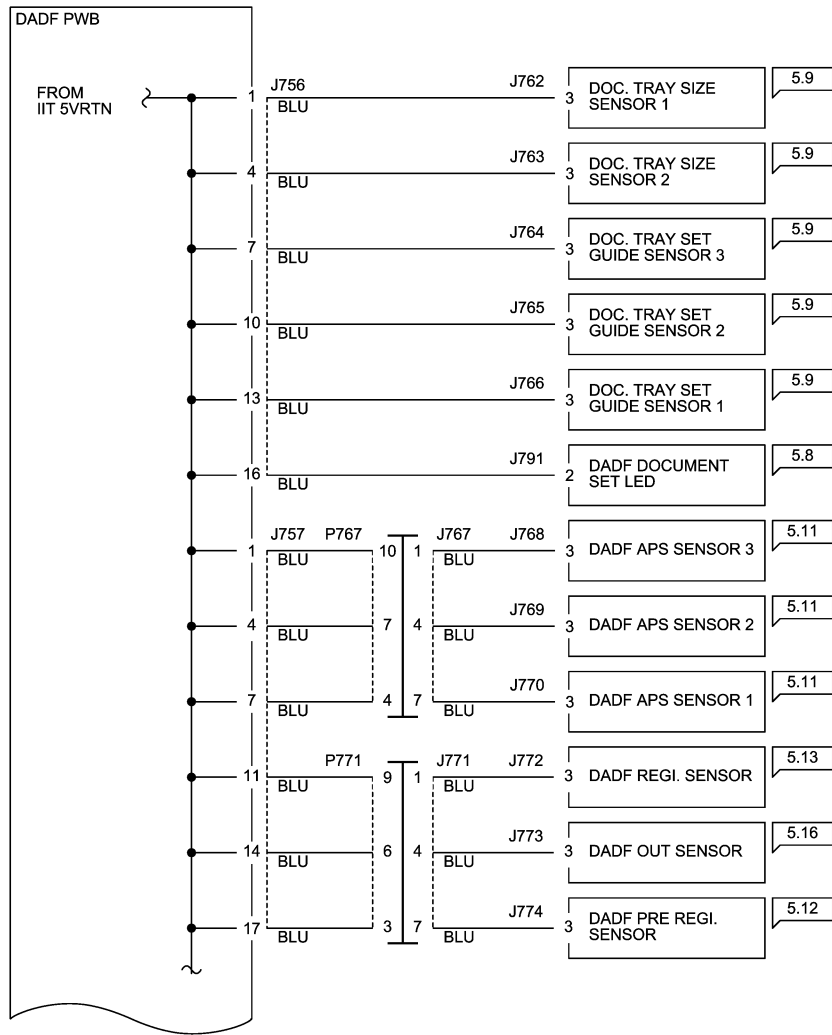 DADF PWB
FROM
IIT 5VRTN
1 J756 BLU J762 3 DOC. TRAY SIZE 5.9
SENSOR 1
4 BLU J763 3 DOC. TRAY SIZE 5.9
SENSOR 2
7 BLU J764 3 DOC. TRAY SET 5.9
GUIDE SENSOR 3
10 BLU J765 3 DOC. TRAY SET 5.9
GUIDE SENSOR 2
13 BLU J766 3 DOC. TRAY SET 5.9
GUIDE SENSOR 1
16 BLU J791 2 DADF DOCUMENT 5.8
SET LED
1 J757 BLU P767 10 1 J767 BLU J768 3 DADF APS SENSOR 3 5.11
4 BLU 7 4 BLU J769 3 DADF APS SENSOR 2 5.11
7 BLU 4 7 BLU J770 3 DADF APS SENSOR 1 5.11
11 BLU P771 9 1 J771 BLU J772 3 DADF REGI. SENSOR 5.13
14 BLU 6 4 BLU J773 3 DADF OUT SENSOR 5.16
17 BLU 3 7 BLU J774 3 DADF PRE REGI. 5.12
SENSOR